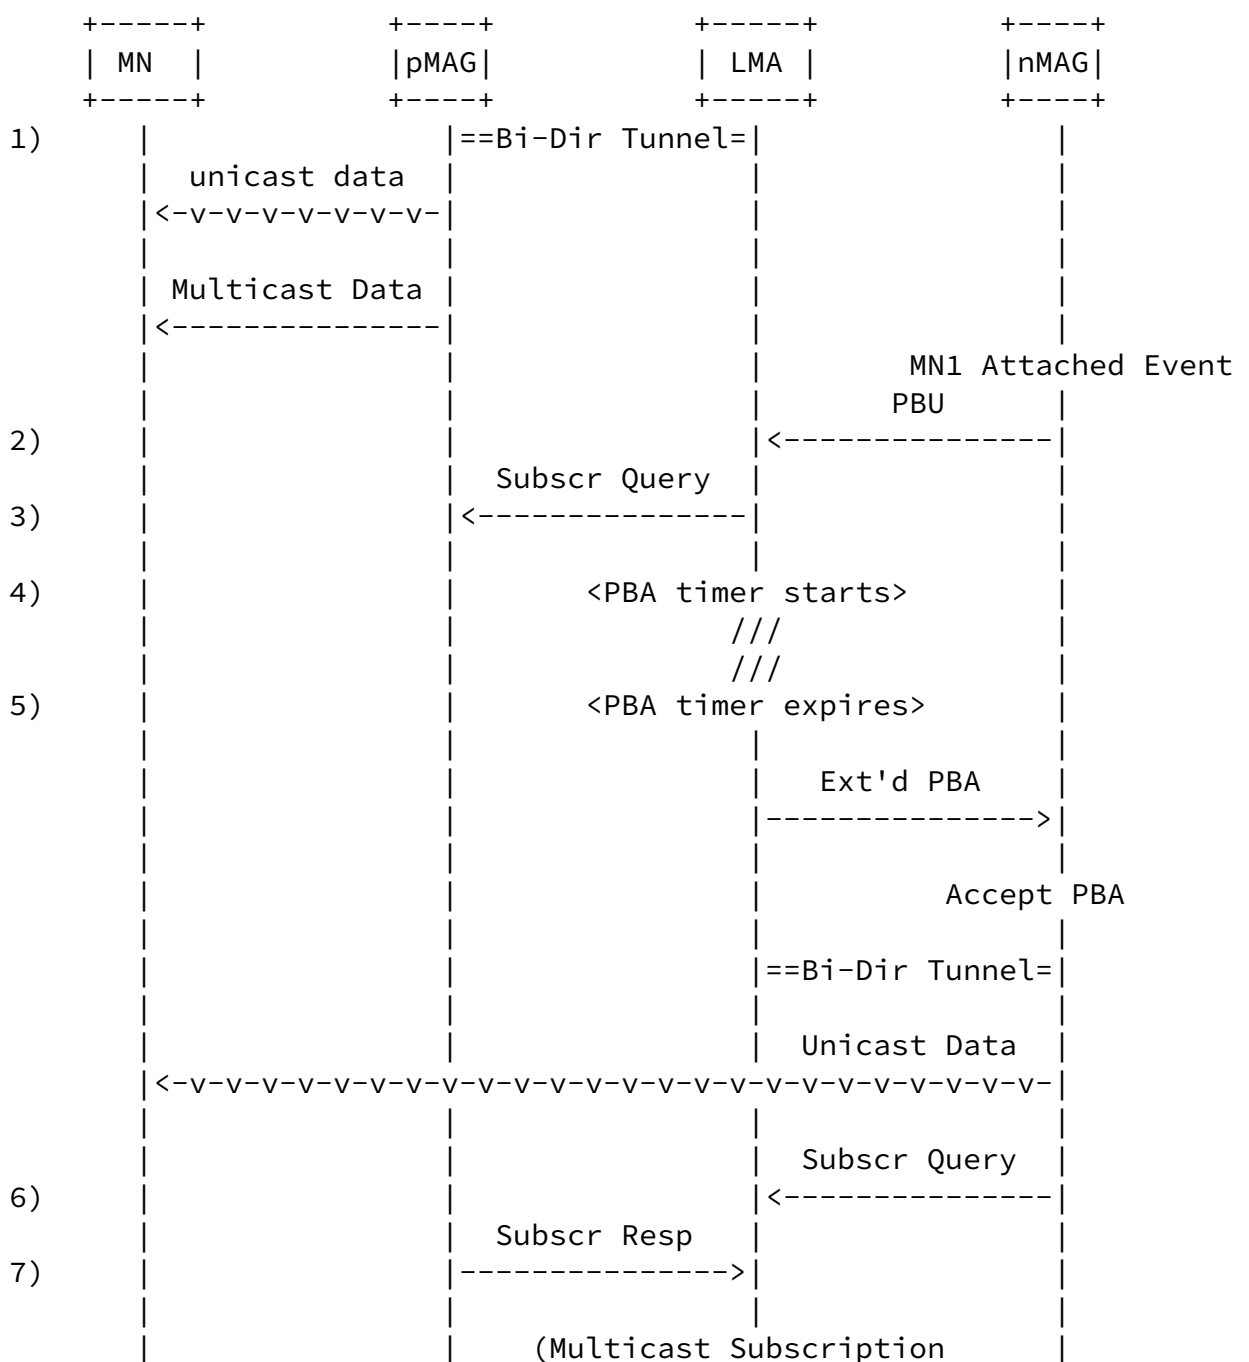 +-----+ +----+ +-----+ +----+
| MN | |pMAG| | LMA | |nMAG|
+-----+ +----+ +-----+ +----+
1) | |==Bi-Dir Tunnel=| |
| unicast data | | |
|<-v-v-v-v-v-v-v-| | |
| | | |
| Multicast Data | | |
|<---------------| | |
| | | MN1 Attached Event
| | | PBU |
2) | | |<---------------|
| | Subscr Query | |
3) | |<---------------| |
| | | |
4) | | <PBA timer starts> |
| | /// |
| | /// |
5) | | <PBA timer expires> |
| | | |
| | | Ext'd PBA |
| | |--------------->|
| | | |
| | | Accept PBA
| | | |
| | |==Bi-Dir Tunnel=|
| | | |
| | | Unicast Data |
|<-v-v-v-v-v-v-v-v-v-v-v-v-v-v-v-v-v-v-v-v-v-v-v-v-|
| | | |
| | | Subscr Query |
6) | | |<---------------|
| | Subscr Resp | |
7) | |--------------->| |
| | | |
| | (Multicast Subscription |